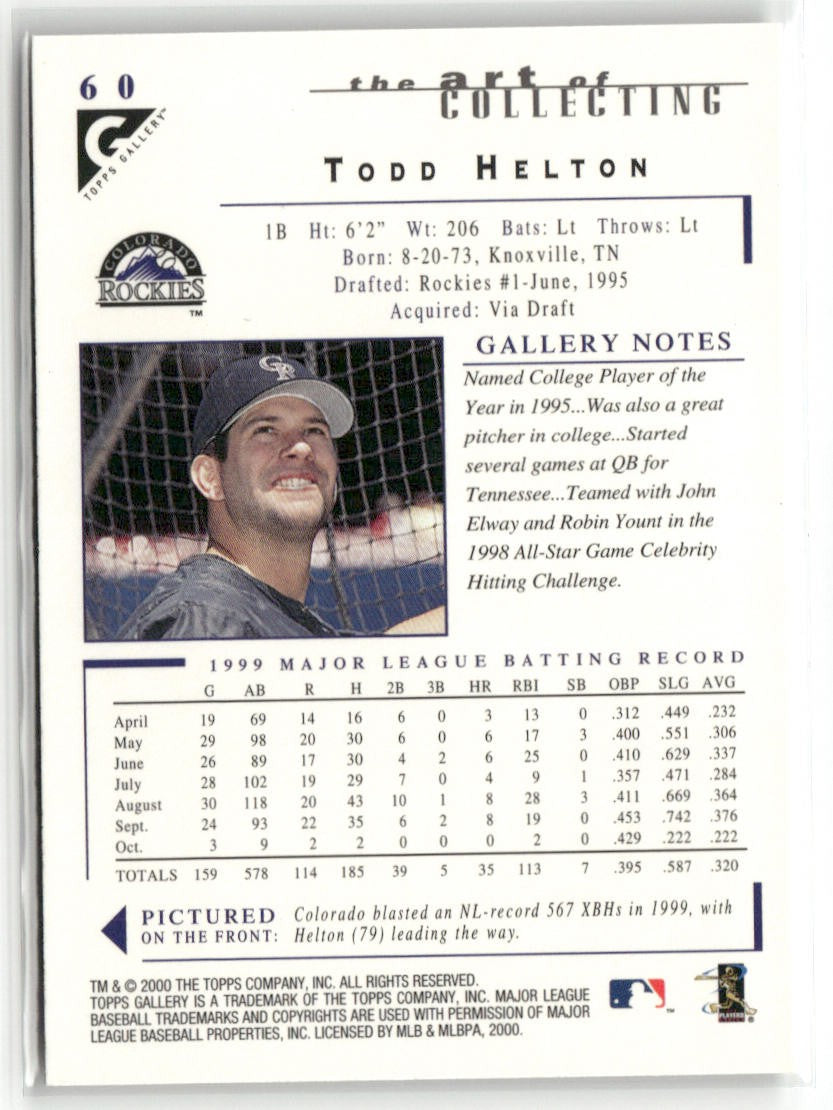 60
the art of
COLLECTING
G
TOPPS GALLERY™
TODD HELTON
1B Ht: 6'2" Wt: 206 Bats: Lt Throws: Lt
Born: 8-20-73, Knoxville, TN
Drafted: Rockies #1-June, 1995
Acquired: Via Draft
COLORADO
ROCKIES
™
CR
GALLERY NOTES
Named College Player of the
Year in 1995...Was also a great
pitcher in college...Started
several games at QB for
Tennessee...Teamed with John
Elway and Robin Yount in the
1998 All-Star Game Celebrity
Hitting Challenge.
1999 MAJOR LEAGUE BATTING RECORD
G AB R H 2B 3B HR RBI SB OBP SLG AVG
April 19 69 14 16 6 0 3 13 0 .312 .449 .232
May 29 98 20 30 6 0 6 17 3 .400 .551 .306
June 26 89 17 30 4 2 6 25 0 .410 .629 .337
July 28 102 19 29 7 0 4 9 1 .357 .471 .284
August 30 118 20 43 10 1 8 28 3 .411 .669 .364
Sept. 24 93 22 35 6 2 8 19 0 .453 .742 .376
Oct. 3 9 2 2 0 0 0 2 0 .429 .222 .222
TOTALS 159 578 114 185 39 5 35 113 7 .395 .587 .320
PICTURED
ON THE FRONT:
Colorado blasted an NL-record 567 XBHs in 1999, with
Helton (79) leading the way.
TM & © 2000 THE TOPPS COMPANY, INC. ALL RIGHTS RESERVED.
TOPPS GALLERY IS A TRADEMARK OF THE TOPPS COMPANY, INC. MAJOR LEAGUE
BASEBALL TRADEMARKS AND COPYRIGHTS ARE USED WITH PERMISSION OF MAJOR
LEAGUE BASEBALL PROPERTIES, INC. LICENSED BY MLB & MLBPA, 2000.
™
PLAYERS
®